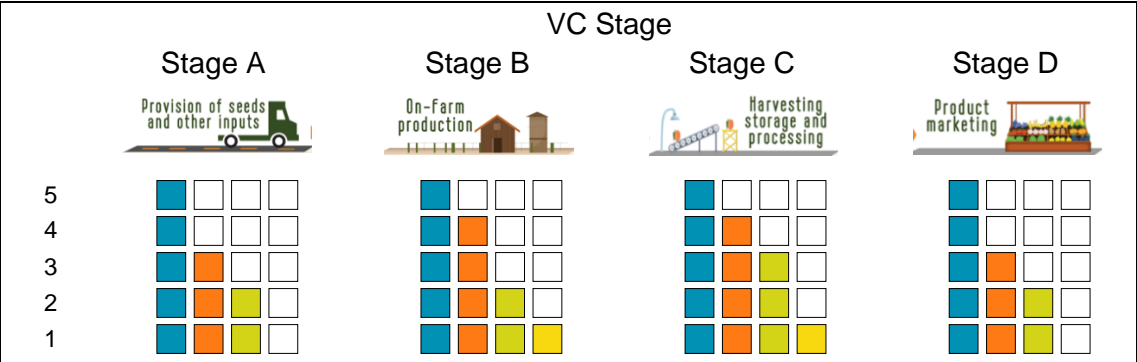 VC Stage
Stage A
Stage B
Stage C
Stage D
Provision of seeds
and other inputs
On-Farm
production
Harvesting
storage and
processing
Product
marketing
5
4
3
2
1